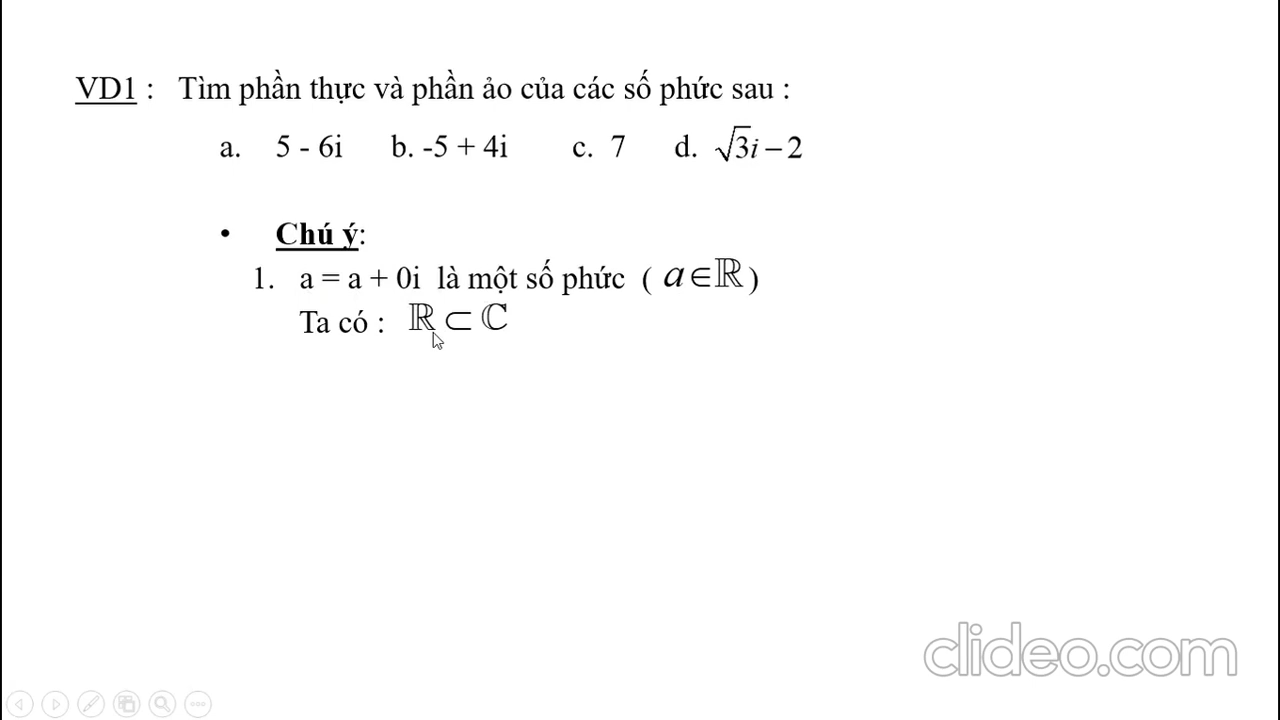 VD1 : Tìm phần thực và phần ảo của các số phức sau :
a. 5 - 6i b. -5 + 4i c. 7 d. √3i − 2
• Chú ý:
1. a = a + 0i là một số phức ( a∈ℝ )
Ta có : ℝ ⊂ ℂ
clideo.com